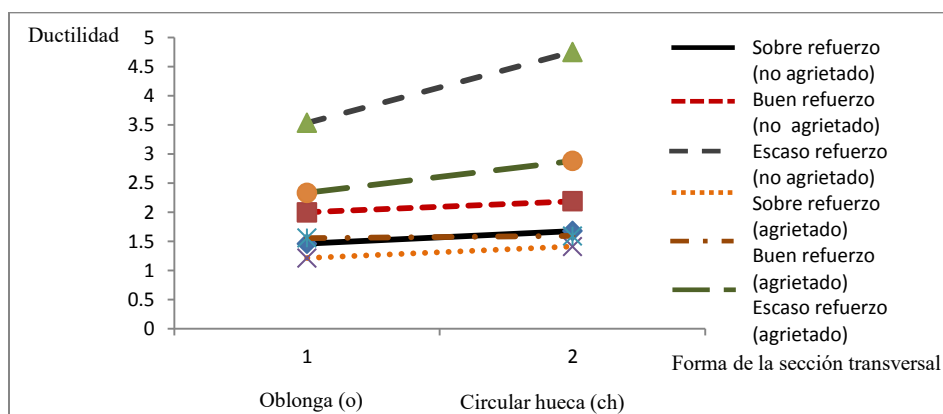 Ductilidad
5
4.5
4
3.5
3
2.5
2
1.5
1
0.5
0
1
2
Oblonga (o)
Circular hueca (ch)
Forma de la sección transversal
Sobre refuerzo
(no agrietado)
Buen refuerzo
(no agrietado)
Escaso refuerzo
(no agrietado)
Sobre refuerzo
(agrietado)
Buen refuerzo
(agrietado)
Escaso refuerzo
(agrietado)